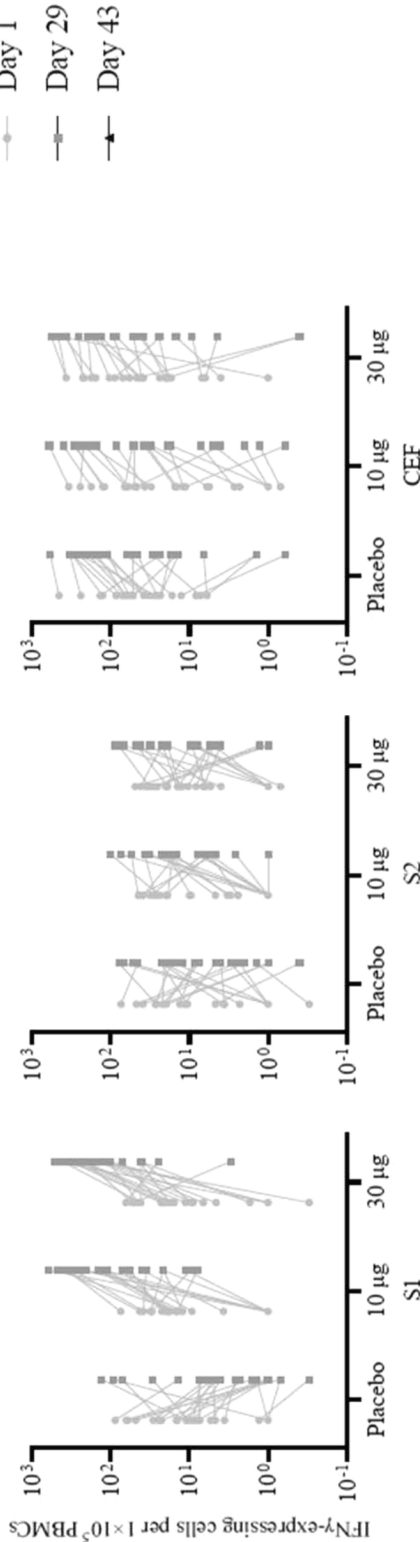 IFNγ-expressing cells per 1×10⁵ PBMCs
10³
10²
10¹
10⁰
10⁻¹
Placebo
10 μg
30 μg
S1
10³
10²
10¹
10⁰
10⁻¹
Placebo
10 μg
30 μg
S2
10³
10²
10¹
10⁰
10⁻¹
Placebo
10 μg
30 μg
CEF
Day 1
Day 29
Day 43